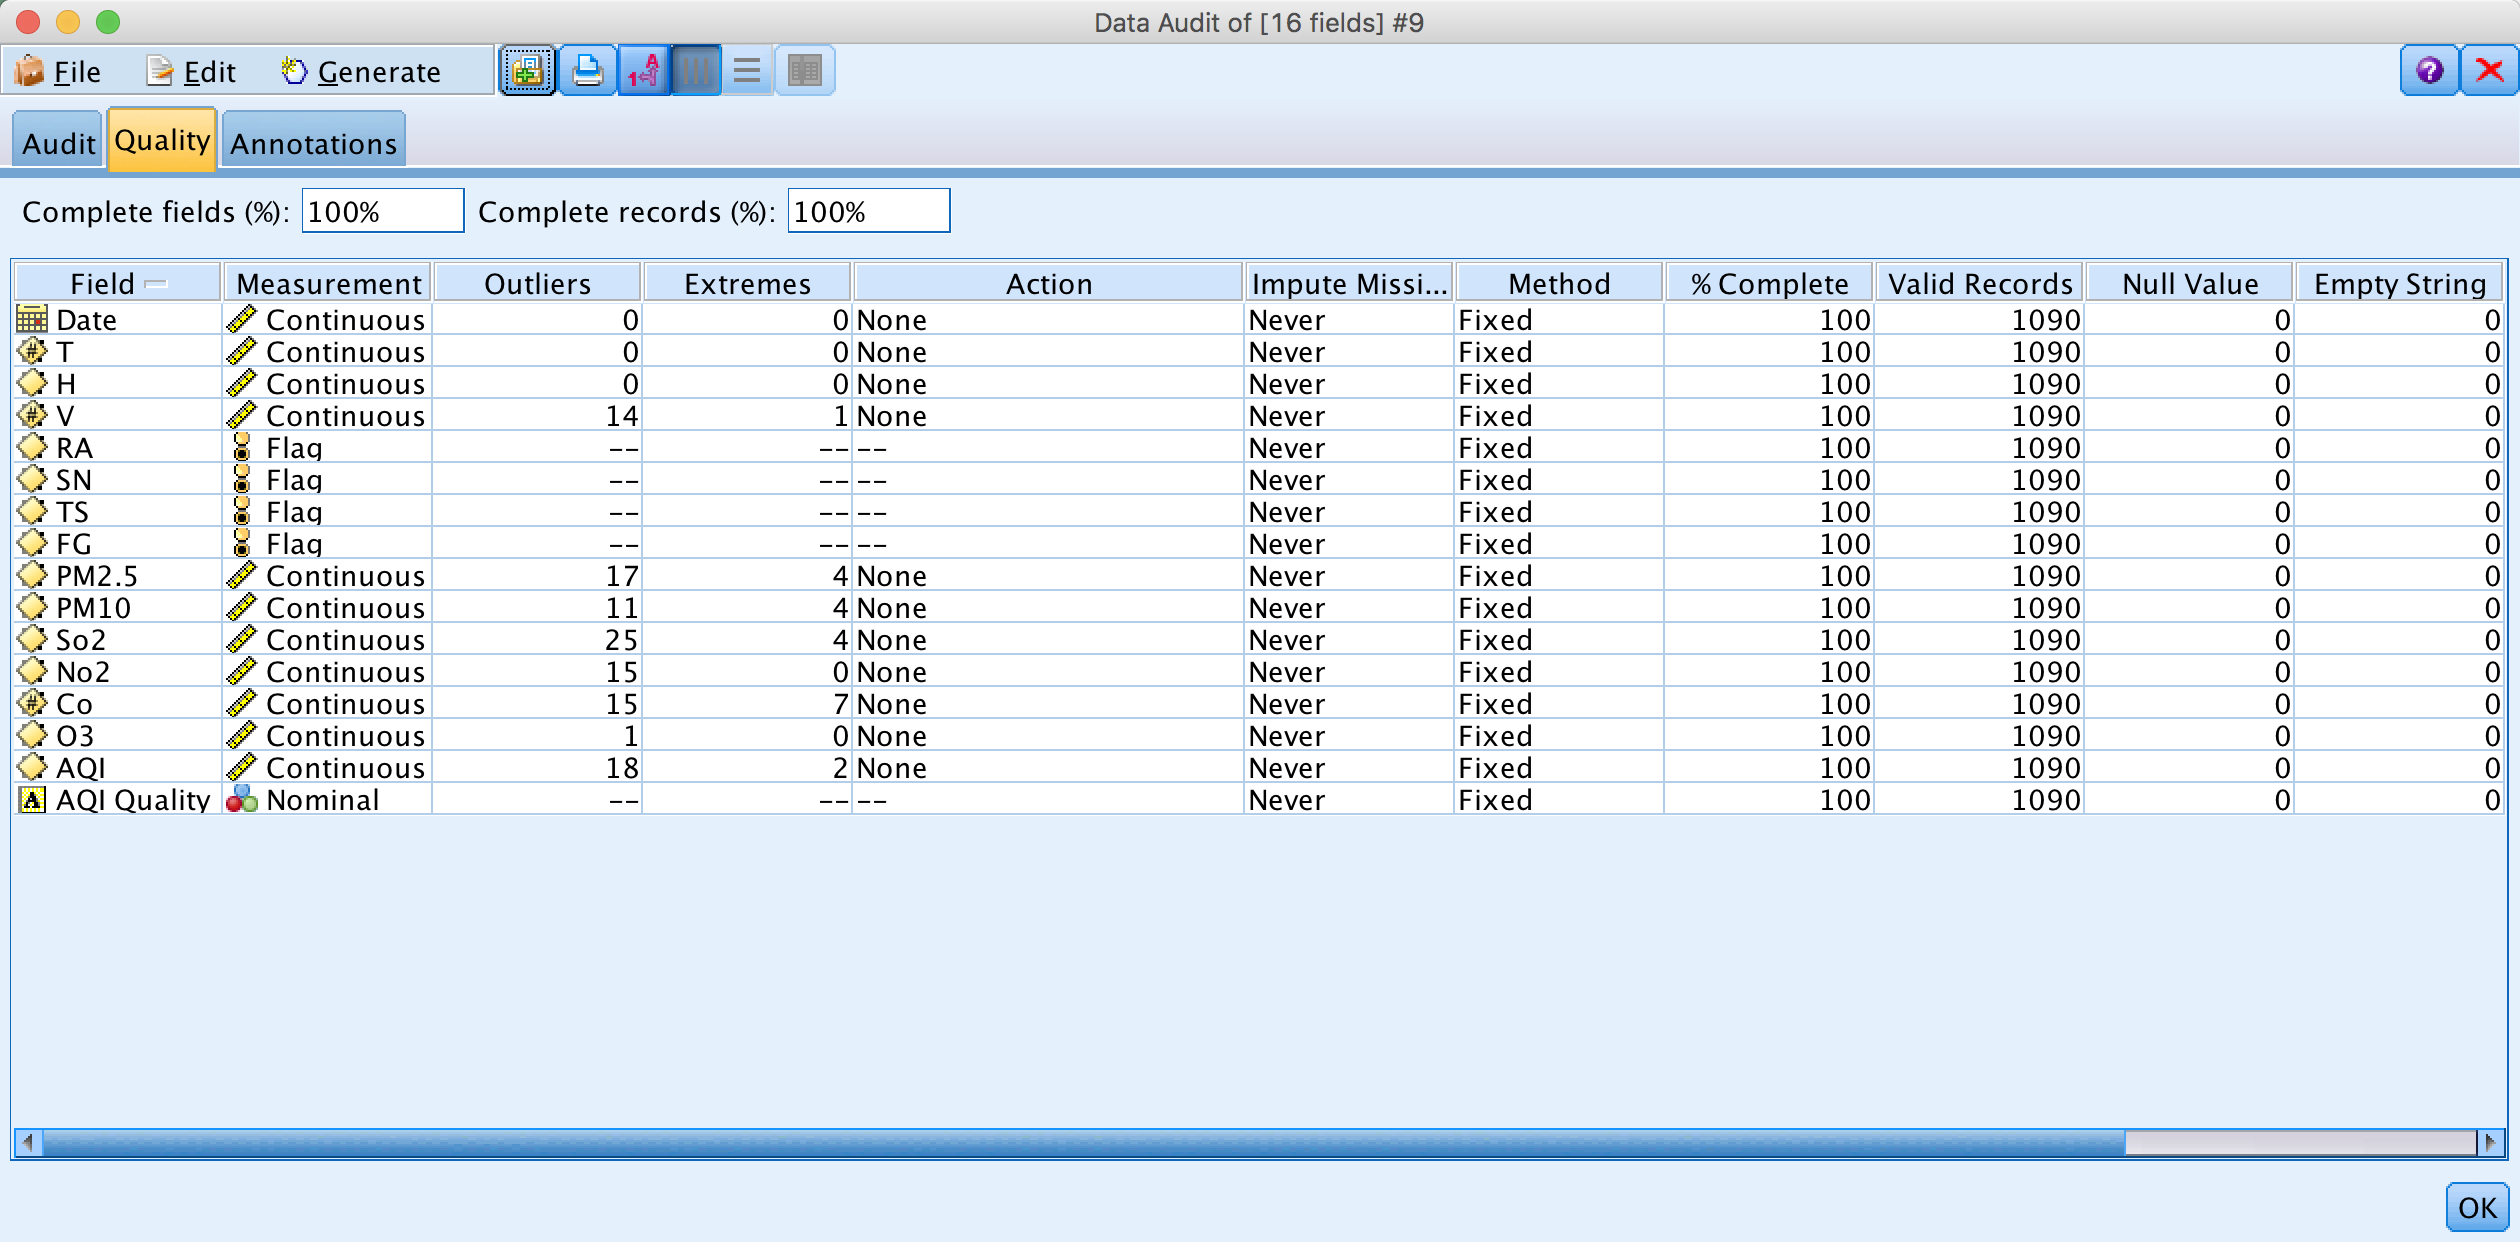 Data Audit of [16 fields] #9
File Edit Generate
Audit Quality Annotations
Complete fields (%): 100% Complete records (%): 100%
Field Measurement Outliers Extremes Action Impute Missi... Method % Complete Valid Records Null Value Empty String
Date Continuous 0 0 None Never Fixed 100 1090 0 0
T Continuous 0 0 None Never Fixed 100 1090 0 0
H Continuous 0 0 None Never Fixed 100 1090 0 0
V Continuous 14 1 None Never Fixed 100 1090 0 0
RA Flag -- -- -- Never Fixed 100 1090 0 0
SN Flag -- -- -- Never Fixed 100 1090 0 0
TS Flag -- -- -- Never Fixed 100 1090 0 0
FG Flag -- -- -- Never Fixed 100 1090 0 0
PM2.5 Continuous 17 4 None Never Fixed 100 1090 0 0
PM10 Continuous 11 4 None Never Fixed 100 1090 0 0
So2 Continuous 25 4 None Never Fixed 100 1090 0 0
No2 Continuous 15 0 None Never Fixed 100 1090 0 0
Co Continuous 15 7 None Never Fixed 100 1090 0 0
O3 Continuous 1 0 None Never Fixed 100 1090 0 0
AQI Continuous 18 2 None Never Fixed 100 1090 0 0
AQI Quality Nominal -- -- -- Never Fixed 100 1090 0 0
OK